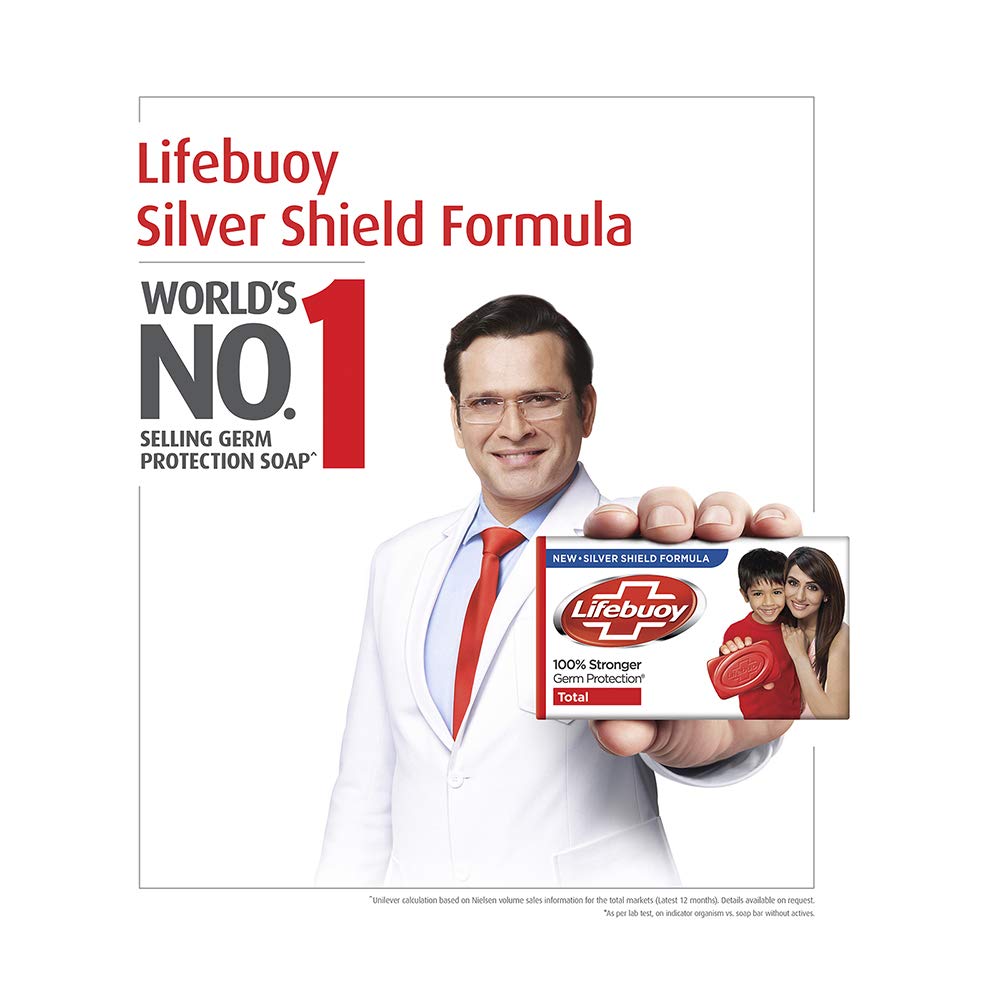 Lifebuoy
Silver Shield Formula
WORLD'S
NO.1
SELLING GERM
PROTECTION SOAP^
NEW • SILVER SHIELD FORMULA
Lifebuoy
100% Stronger
Germ Protection*
Total
Lifebuoy
^Unilever calculation based on Nielsen volume sales information for the total markets (Latest 12 months). Details available on request.
*As per lab test, on indicator organism vs. soap bar without actives.